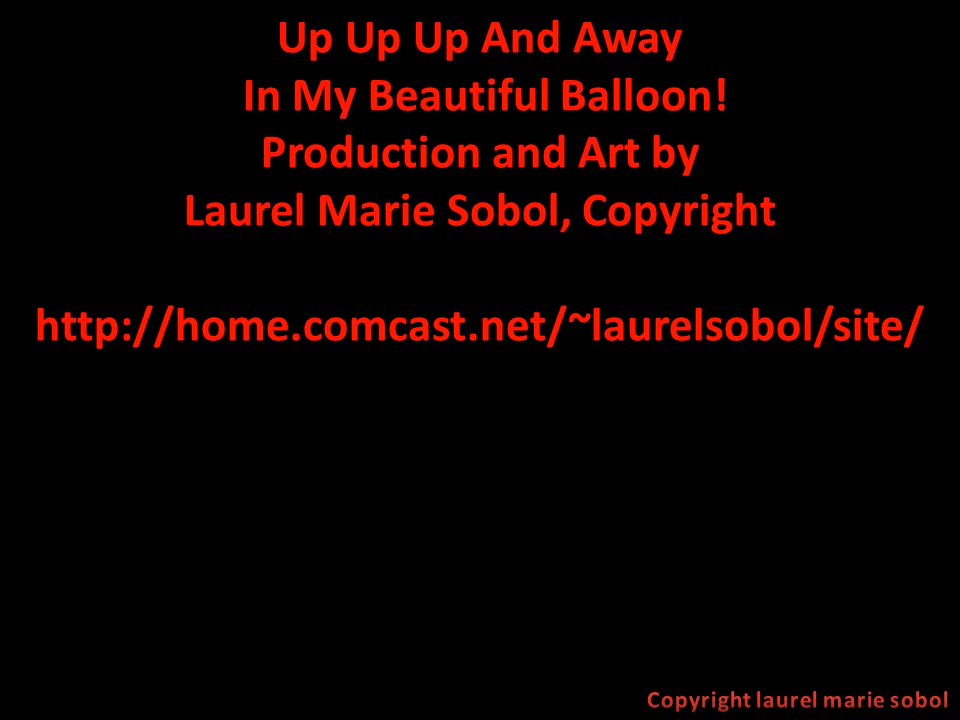 Up Up Up And Away
In My Beautiful Balloon!
Production and Art by
Laurel Marie Sobol, Copyright
http://home.comcast.net/~laurelsobol/site/
Copyright laurel marie sobol